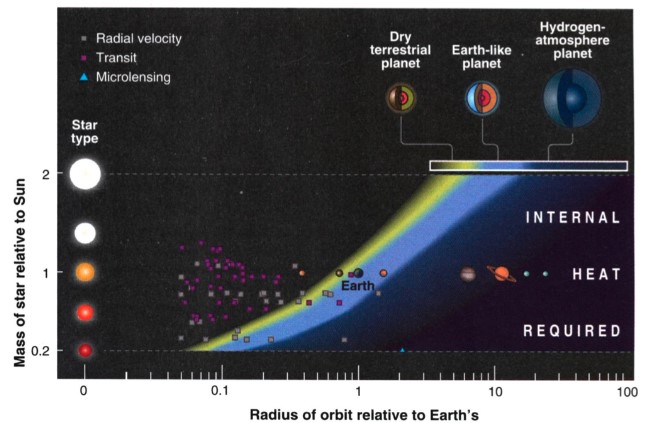 Radial velocity
Transit
Microlensing
Dry
terrestrial
planet
Earth-like
planet
Hydrogen-
atmosphere
planet
Star
type
Mass of star relative to Sun
2
1
0.2
Earth
INTERNAL
HEAT
REQUIRED
0
0.1
1
10
100
Radius of orbit relative to Earth's